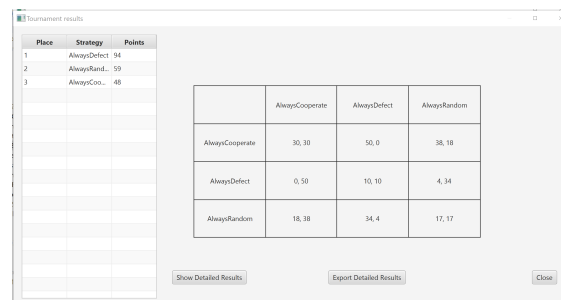 Tournament results
Place Strategy Points
1 AlwaysDefect 94
2 AlwaysRand... 59
3 AlwaysCoo... 48
AlwaysCooperate AlwaysDefect AlwaysRandom
AlwaysCooperate 30, 30 50, 0 38, 18
AlwaysDefect 0, 50 10, 10 4, 34
AlwaysRandom 18, 38 34, 4 17, 17
Show Detailed Results Export Detailed Results Close